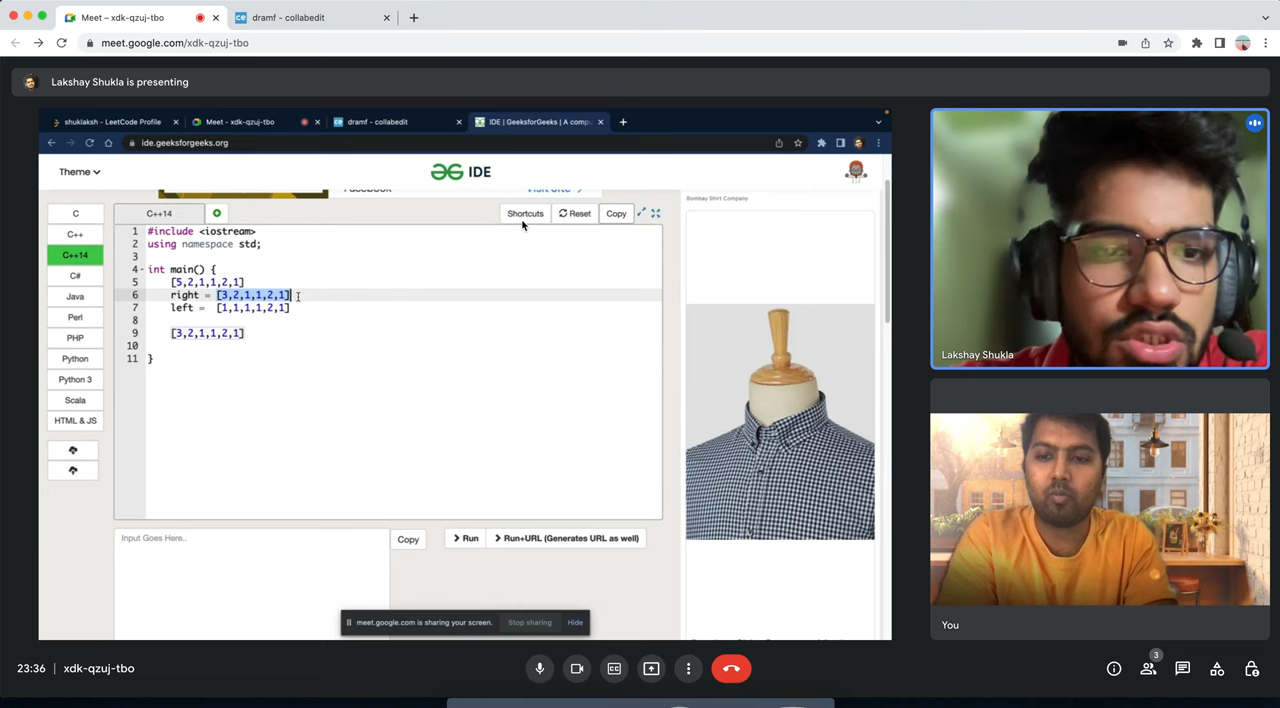 Meet – xdk-qzuj-tbo
dramf - collabedit
meet.google.com/xdk-qzuj-tbo
Lakshay Shukla is presenting
shuklaksh - LeetCode Profile
Meet - xdk-qzuj-tbo
dramf - collabedit
IDE | GeeksforGeeks | A compu
ide.geeksforgeeks.org
Theme
IDE
Facebook
Visit Site
Bombay Shirt Company
C
C++
C++14
C#
Java
Perl
PHP
Python
Python 3
Scala
HTML & JS
C++14
Shortcuts
Reset
Copy
1 #include <iostream>
2 using namespace std;
3
4 int main() {
5 [5,2,1,1,2,1]
6 right = [3,2,1,1,2,1]
7 left = [1,1,1,1,2,1]
8
9 [3,2,1,1,2,1]
10
11 }
Input Goes Here..
Copy
Run
Run+URL (Generates URL as well)
meet.google.com is sharing your screen.
Stop sharing
Hide
Lakshay Shukla
You
23:36 | xdk-qzuj-tbo
3